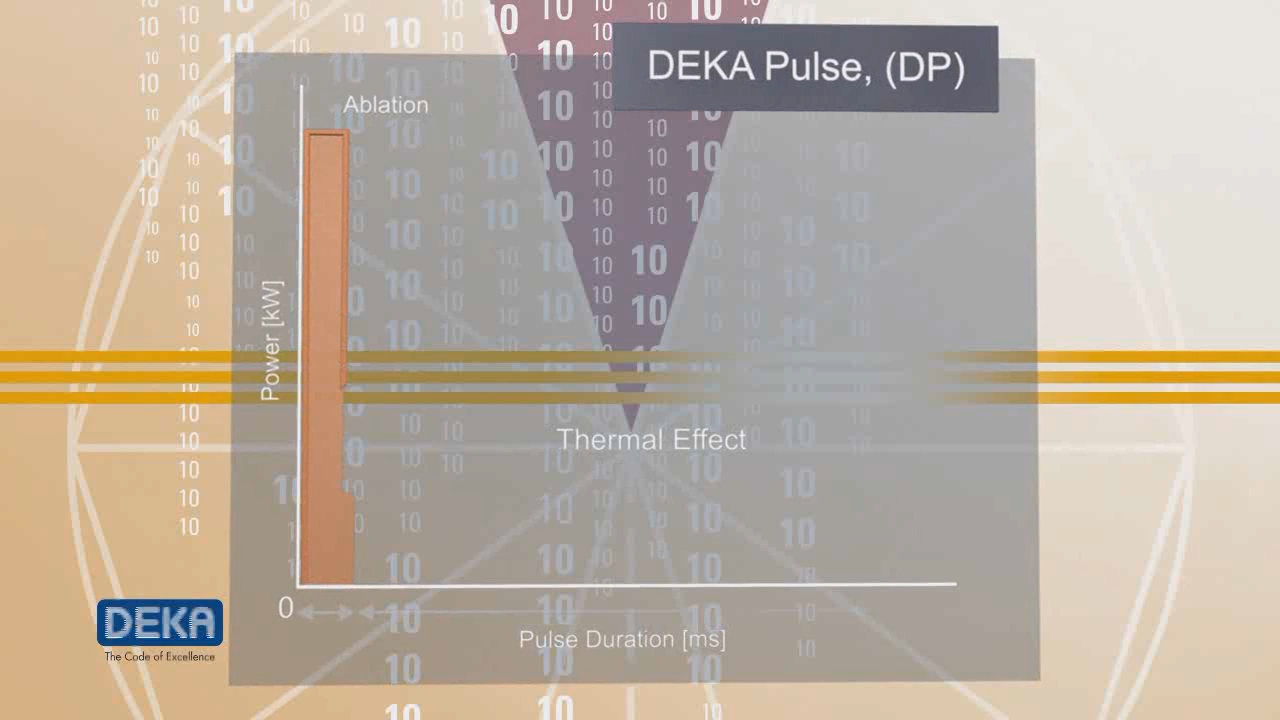 DEKA Pulse, (DP)
Ablation
Power [kW]
Thermal Effect
0
Pulse Duration [ms]
DEKA
The Code of Excellence